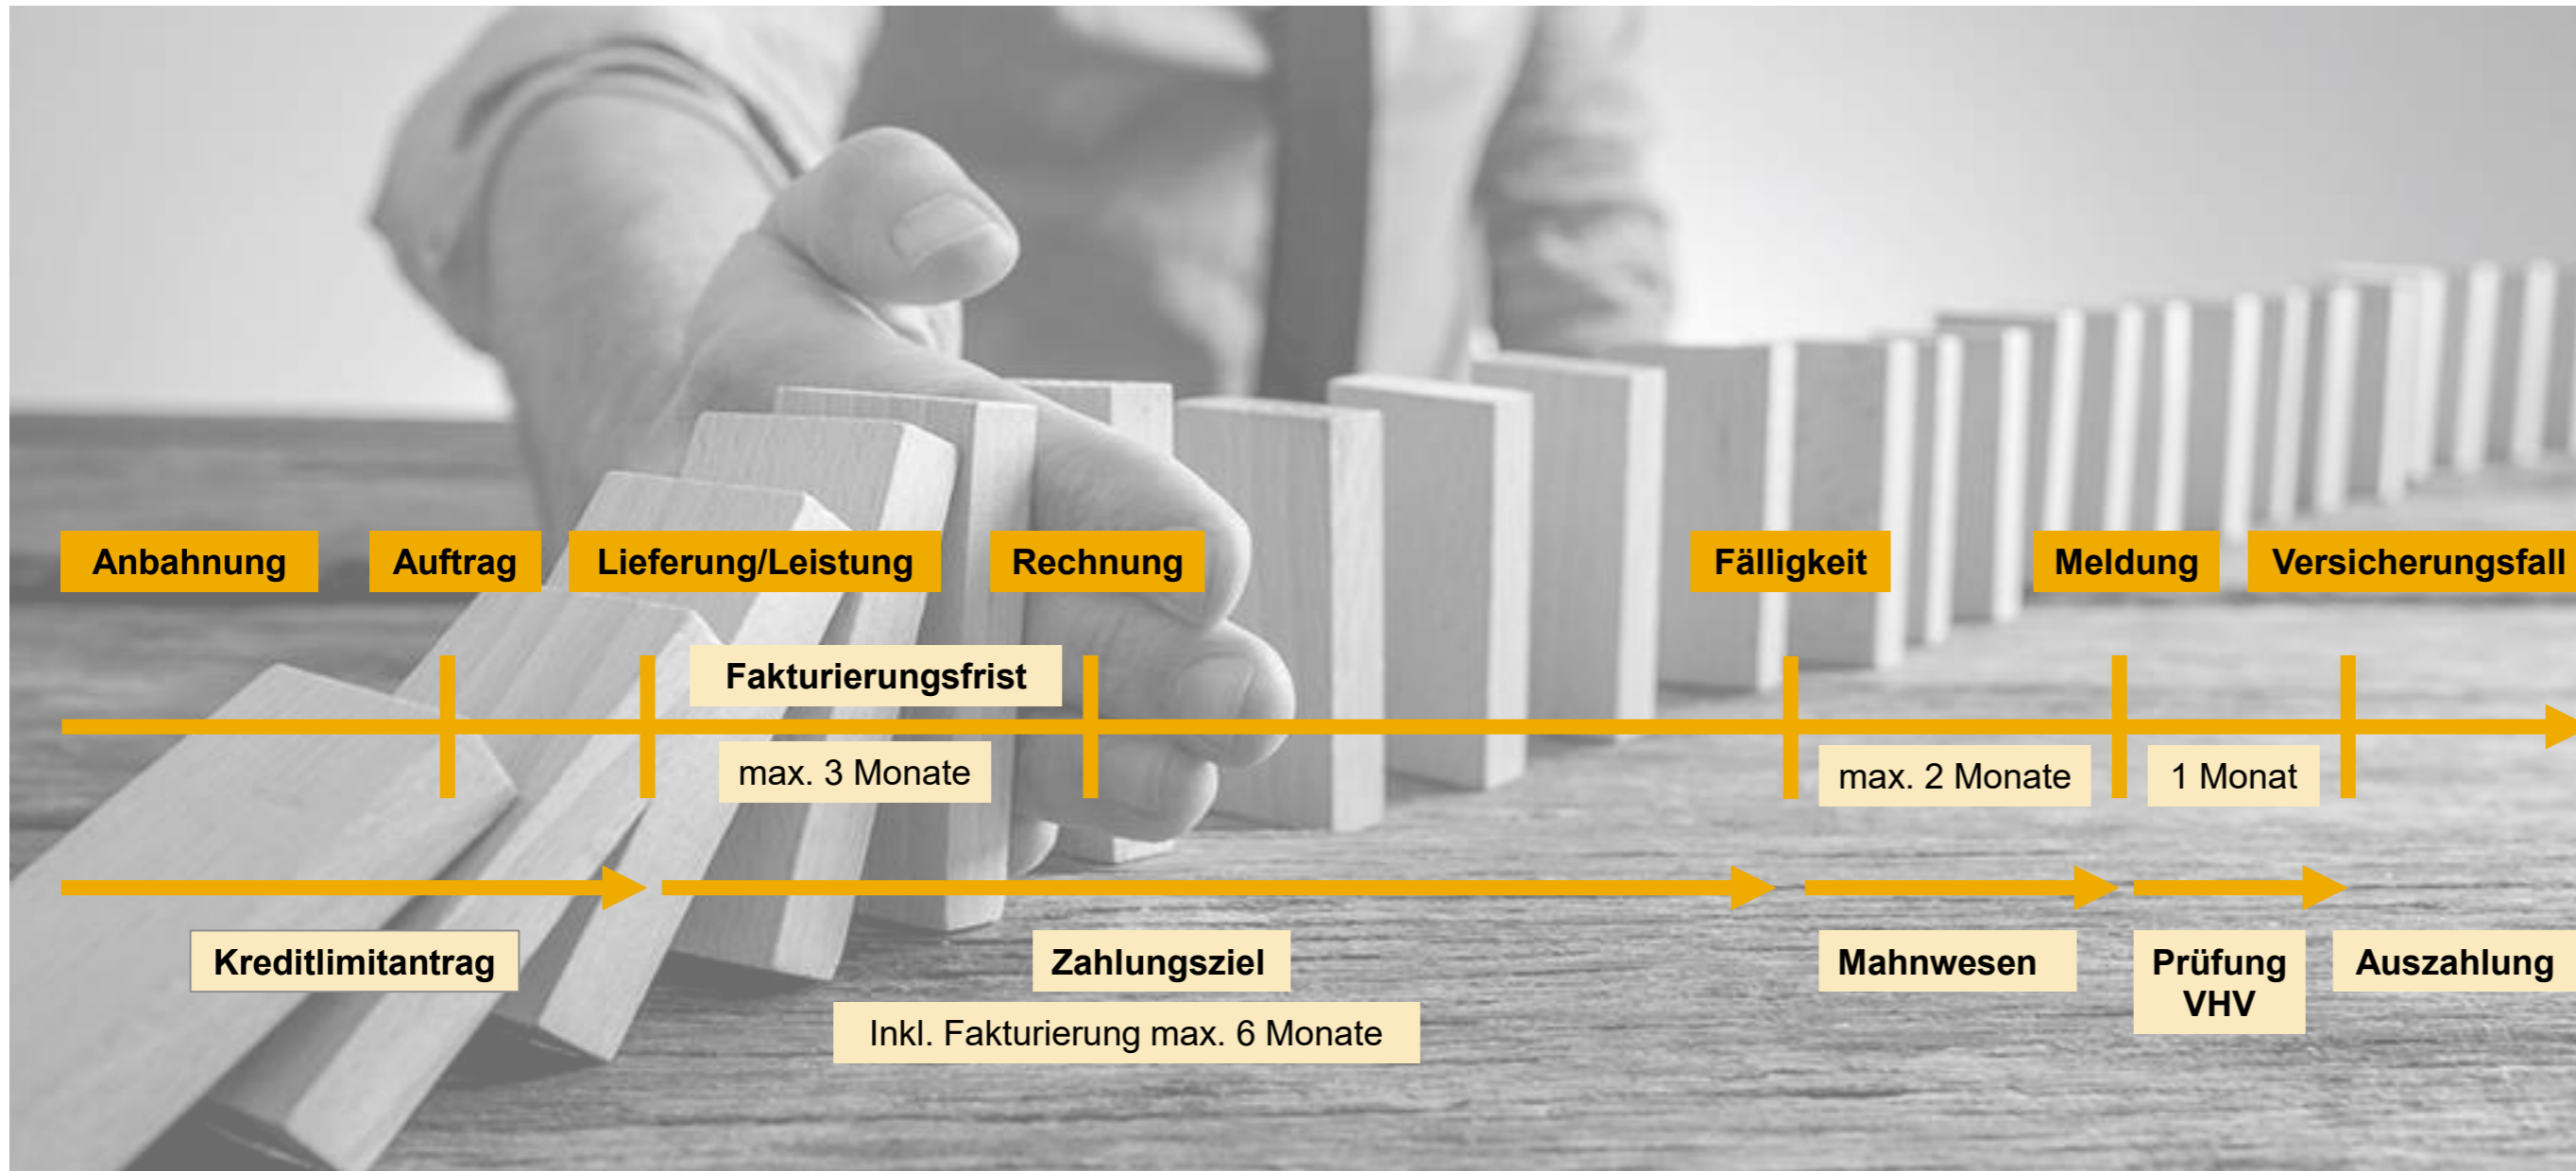 Anbahnung
Auftrag
Lieferung/Leistung
Rechnung
Fälligkeit
Meldung
Versicherungsfall
Fakturierungsfrist
max. 3 Monate
max. 2 Monate
1 Monat
Kreditlimitantrag
Zahlungsziel
Mahnwesen
Prüfung
VHV
Auszahlung
Inkl. Fakturierung max. 6 Monate